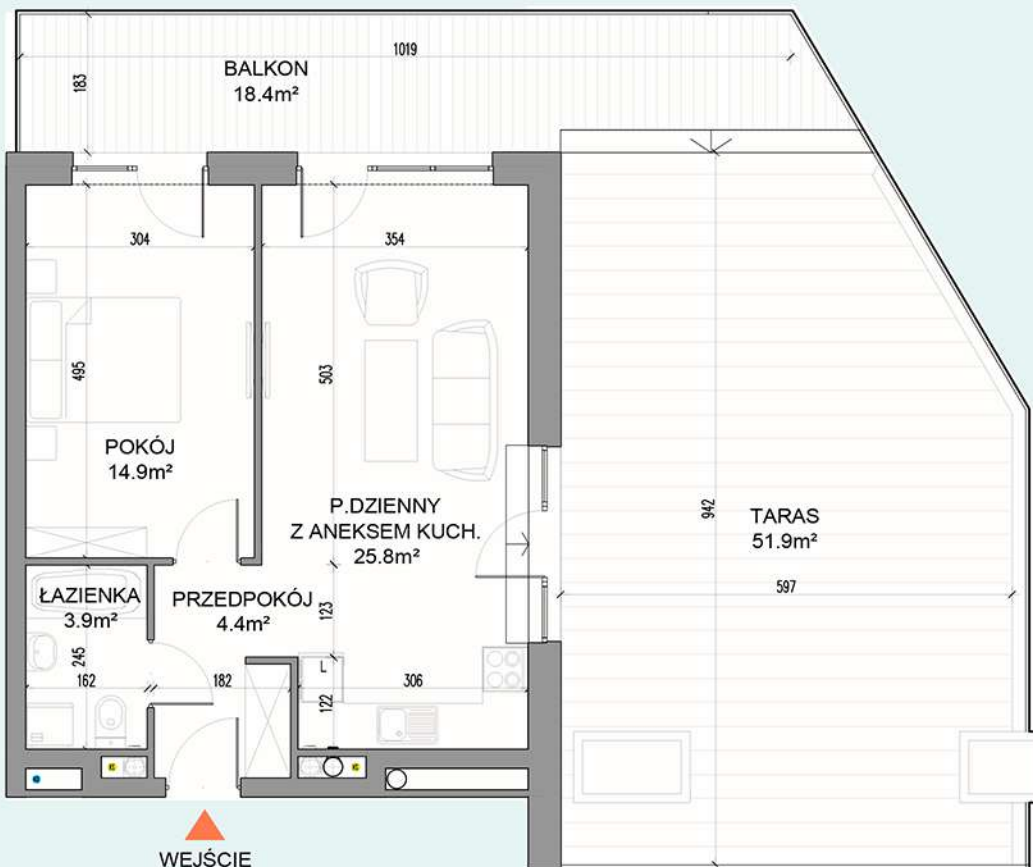 1019
BALKON
18.4m²
183
304
354
495
503
POKÓJ
14.9m²
P.DZIENNY
Z ANEKSEM KUCH.
25.8m²
942
TARAS
51.9m²
597
ŁAZIENKA
3.9m²
PRZEDPOKÓJ
4.4m²
123
245
162
182
L
122
306
WEJŚCIE